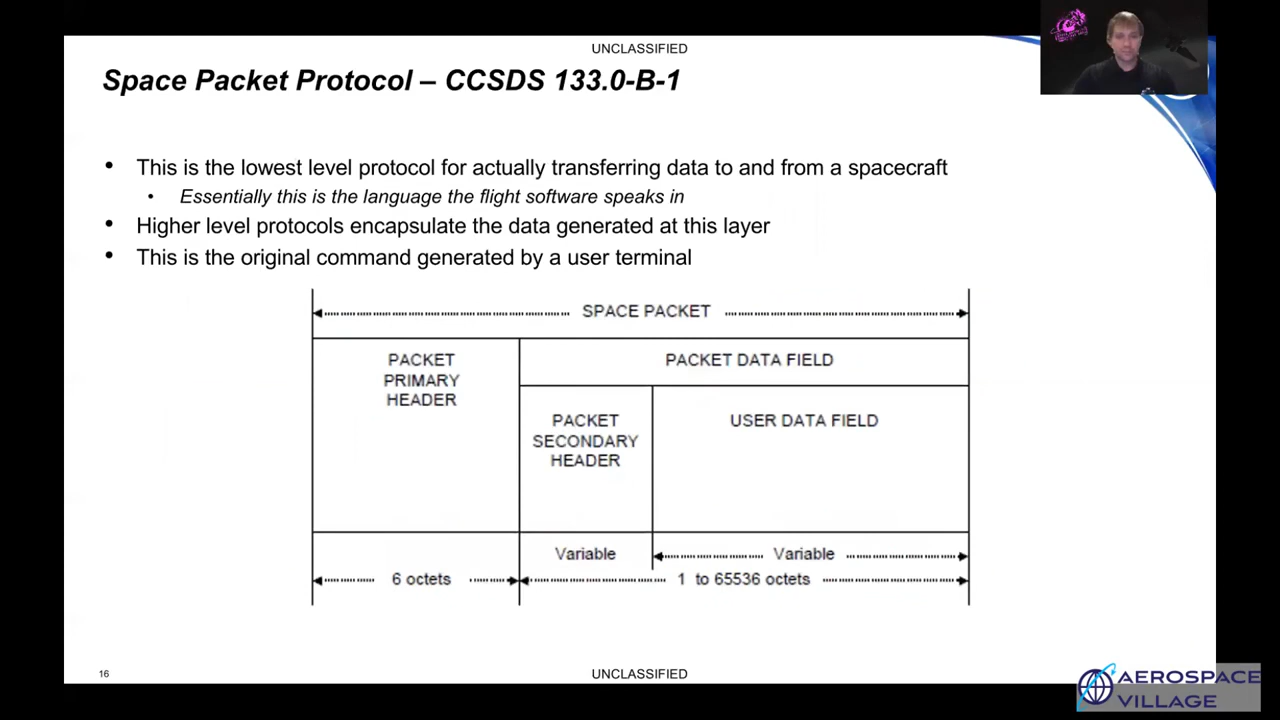 UNCLASSIFIED
Space Packet Protocol – CCSDS 133.0-B-1
• This is the lowest level protocol for actually transferring data to and from a spacecraft
• Essentially this is the language the flight software speaks in
• Higher level protocols encapsulate the data generated at this layer
• This is the original command generated by a user terminal
SPACE PACKET
PACKET
PRIMARY
HEADER
PACKET DATA FIELD
PACKET
SECONDARY
HEADER
USER DATA FIELD
Variable
Variable
6 octets
1 to 65536 octets
16
UNCLASSIFIED
AEROSPACE
VILLAGE